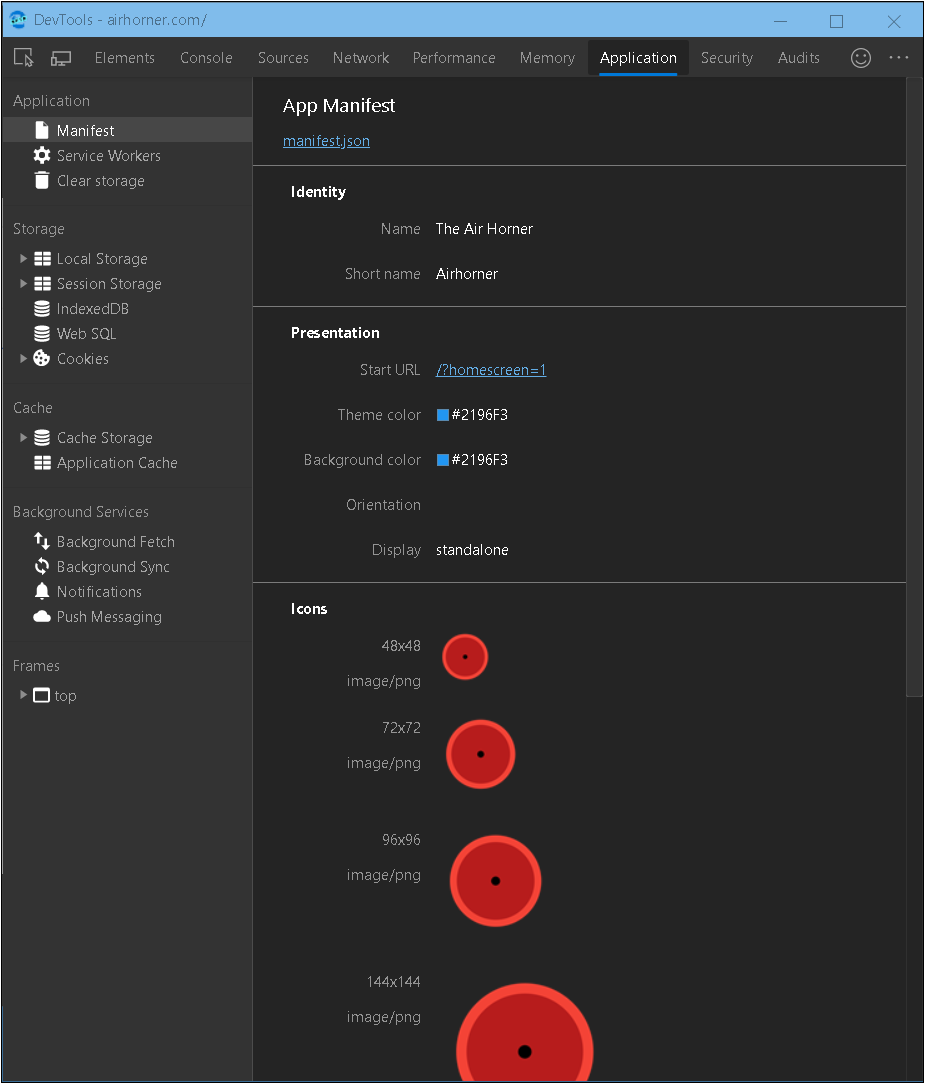 DevTools - airhorner.com/
Elements Console Sources Network Performance Memory Application Security Audits
Application
Manifest
Service Workers
Clear storage
Storage
Local Storage
Session Storage
IndexedDB
Web SQL
Cookies
Cache
Cache Storage
Application Cache
Background Services
Background Fetch
Background Sync
Notifications
Push Messaging
Frames
top
App Manifest
manifest.json
Identity
Name The Air Horner
Short name Airhorner
Presentation
Start URL /?homescreen=1
Theme color #2196F3
Background color #2196F3
Orientation
Display standalone
Icons
48x48
image/png
72x72
image/png
96x96
image/png
144x144
image/png